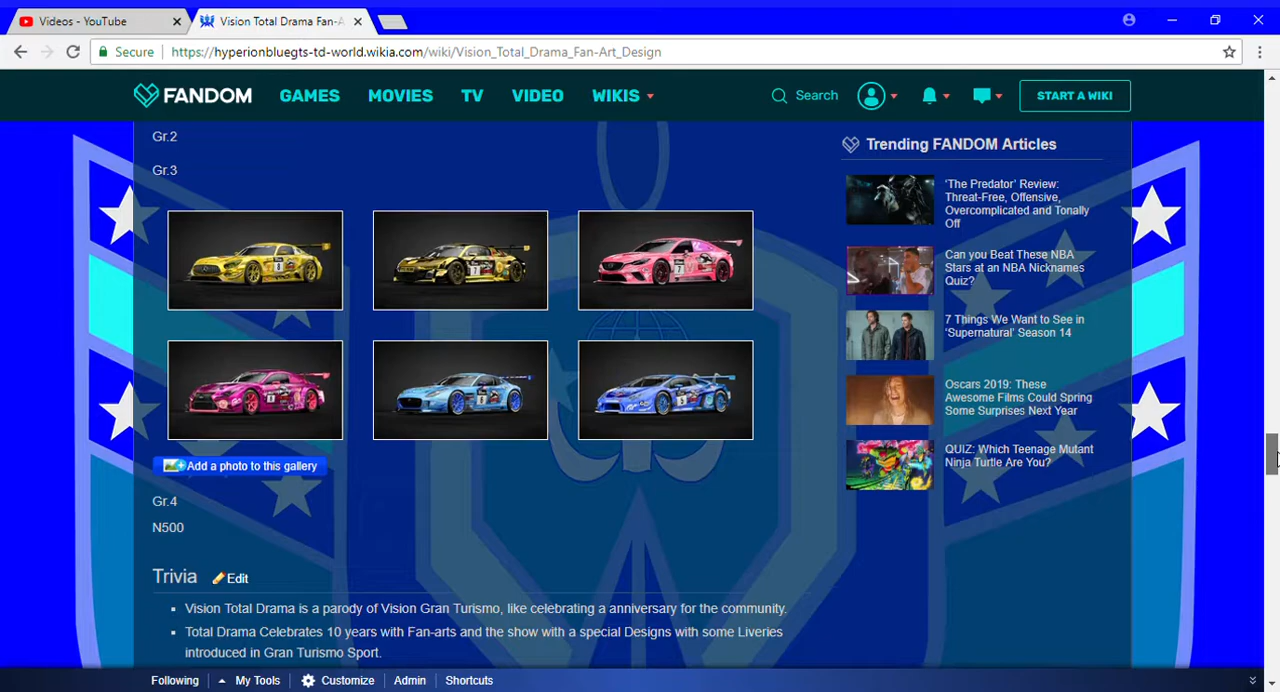 Videos - YouTube
Vision Total Drama Fan-A
Secure
https://hyperionbluegts-td-world.wikia.com/wiki/Vision_Total_Drama_Fan-Art_Design
FANDOM
GAMES
MOVIES
TV
VIDEO
WIKIS
Search
START A WIKI
Gr.2
Gr.3
Add a photo to this gallery
Gr.4
N500
Trivia
Edit
Vision Total Drama is a parody of Vision Gran Turismo, like celebrating a anniversary for the community.
Total Drama Celebrates 10 years with Fan-arts and the show with a special Designs with some Liveries
introduced in Gran Turismo Sport.
Trending FANDOM Articles
'The Predator' Review:
Threat-Free, Offensive,
Overcomplicated and Tonally
Off
Can you Beat These NBA
Stars at an NBA Nicknames
Quiz?
7 Things We Want to See in
'Supernatural' Season 14
Oscars 2019: These
Awesome Films Could Spring
Some Surprises Next Year
QUIZ: Which Teenage Mutant
Ninja Turtle Are You?
Following
My Tools
Customize
Admin
Shortcuts